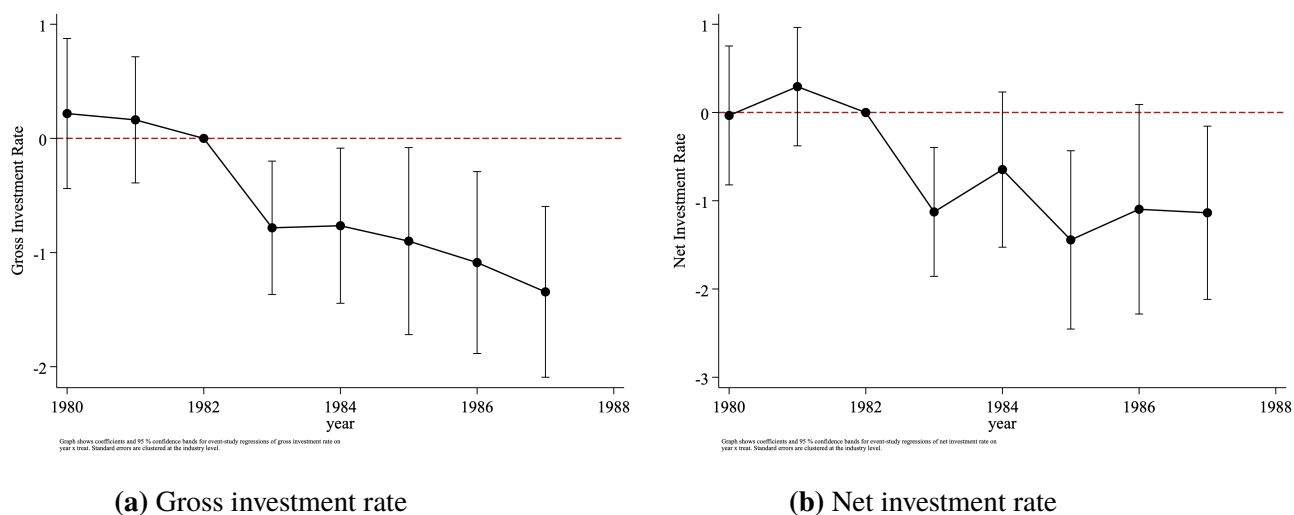 1
0
-1
-2
Gross Investment Rate
1980
1982
1984
1986
1988
year
Graph shows coefficients and 95 % confidence bands for event-study regressions of gross investment rate on
year x treat. Standard errors are clustered at the industry level.
(a) Gross investment rate
1
0
-1
-2
-3
Net Investment Rate
1980
1982
1984
1986
1988
year
Graph shows coefficients and 95 % confidence bands for event-study regressions of net investment rate on
year x treat. Standard errors are clustered at the industry level.
(b) Net investment rate